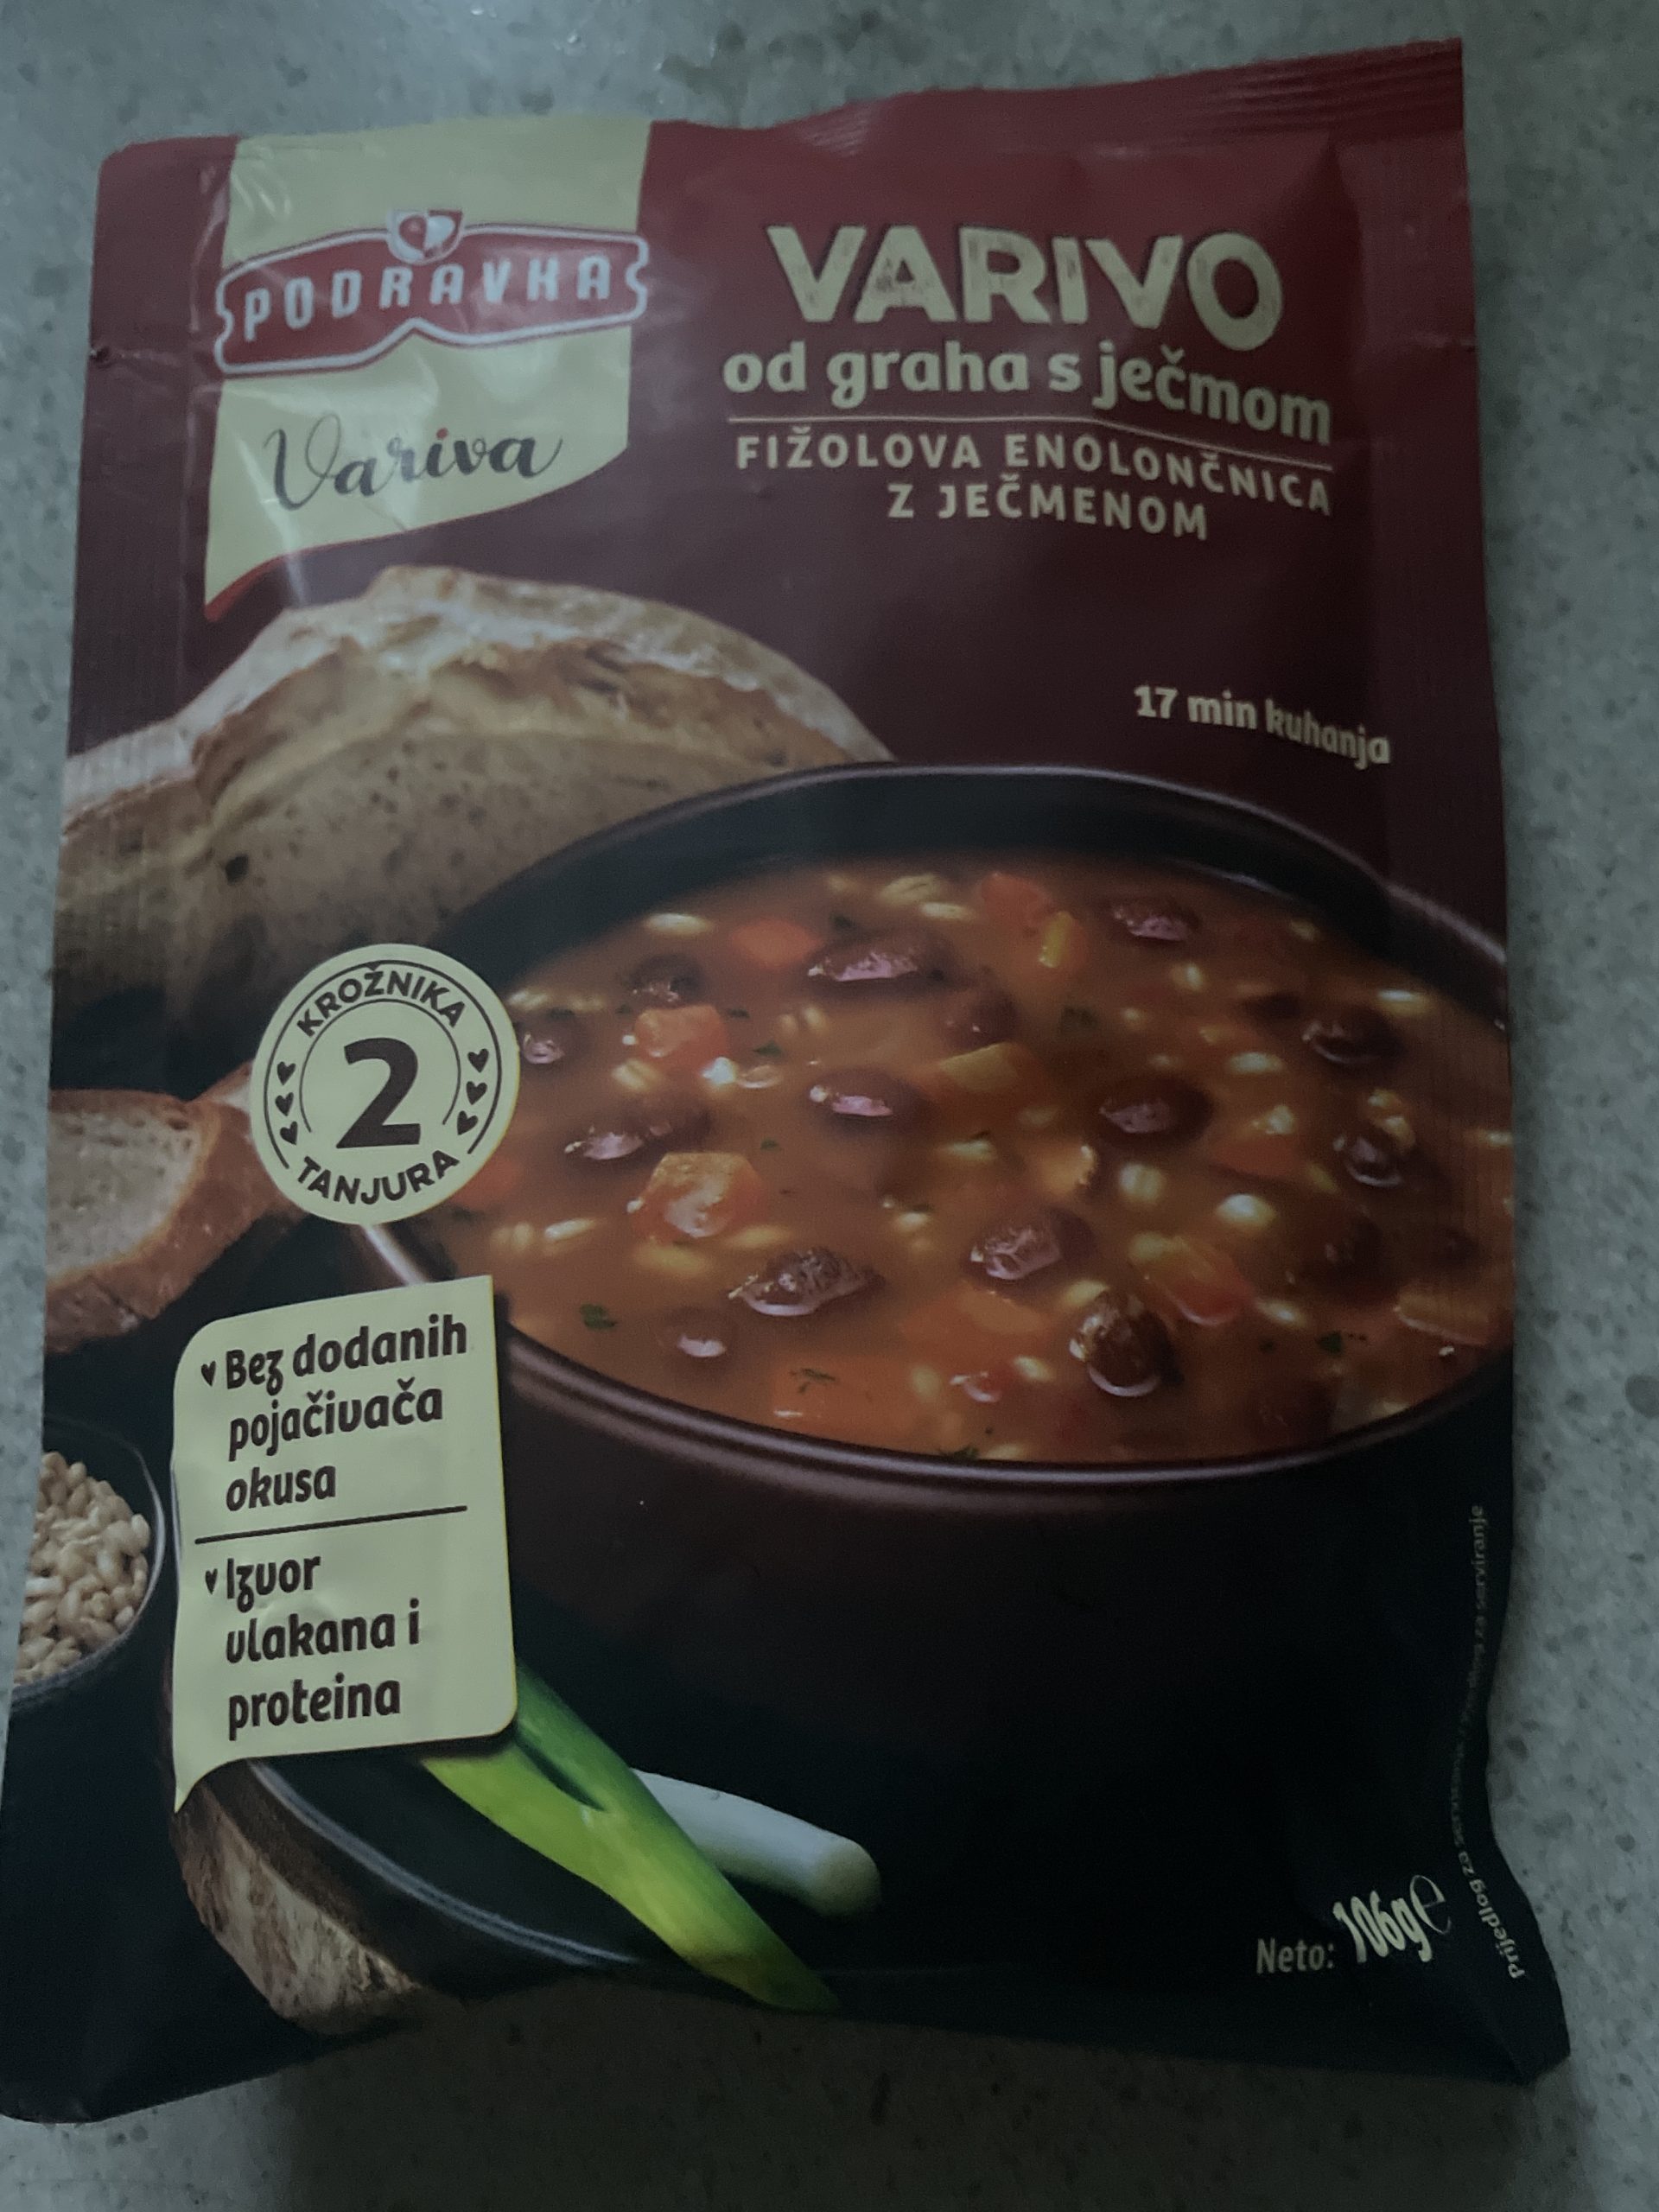 PODRAVKA
Variva
VARIVO
od graha s ječmom
FIŽOLOVA ENOLONČNICA
Z JEČMENOM
17 min kuhanja
KROŽNIKA
2
TANJURA
Bez dodanih
pojačivača
okusa
Izvor
vlakana i
proteina
Neto: 106g e
Prijedlog za serviranje